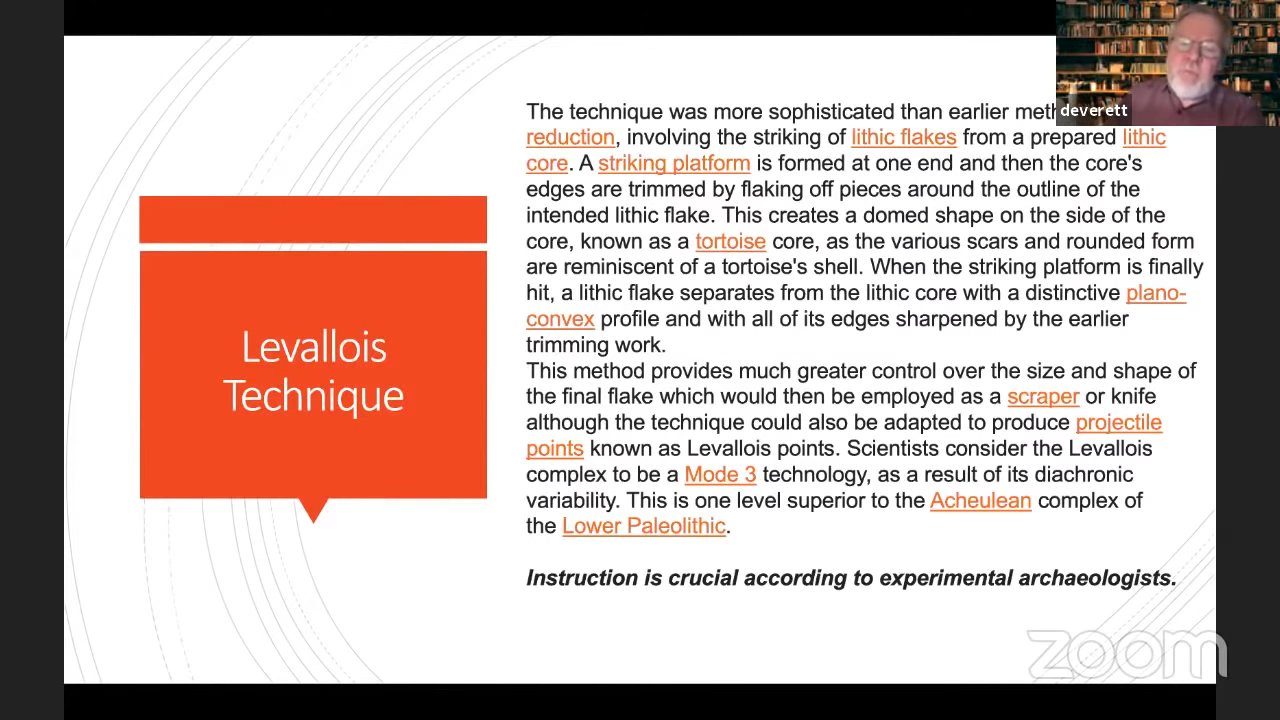 deverett
The technique was more sophisticated than earlier
reduction, involving the striking of lithic flakes from a prepared lithic
core. A striking platform is formed at one end and then the core's
edges are trimmed by flaking off pieces around the outline of the
intended lithic flake. This creates a domed shape on the side of the
core, known as a tortoise core, as the various scars and rounded form
are reminiscent of a tortoise's shell. When the striking platform is finally
hit, a lithic flake separates from the lithic core with a distinctive plano-
convex profile and with all of its edges sharpened by the earlier
trimming work.
This method provides much greater control over the size and shape of
the final flake which would then be employed as a scraper or knife
although the technique could also be adapted to produce projectile
points known as Levallois points. Scientists consider the Levallois
complex to be a Mode 3 technology, as a result of its diachronic
variability. This is one level superior to the Acheulean complex of
the Lower Paleolithic.
Instruction is crucial according to experimental archaeologists.
Levallois
Technique
zoom